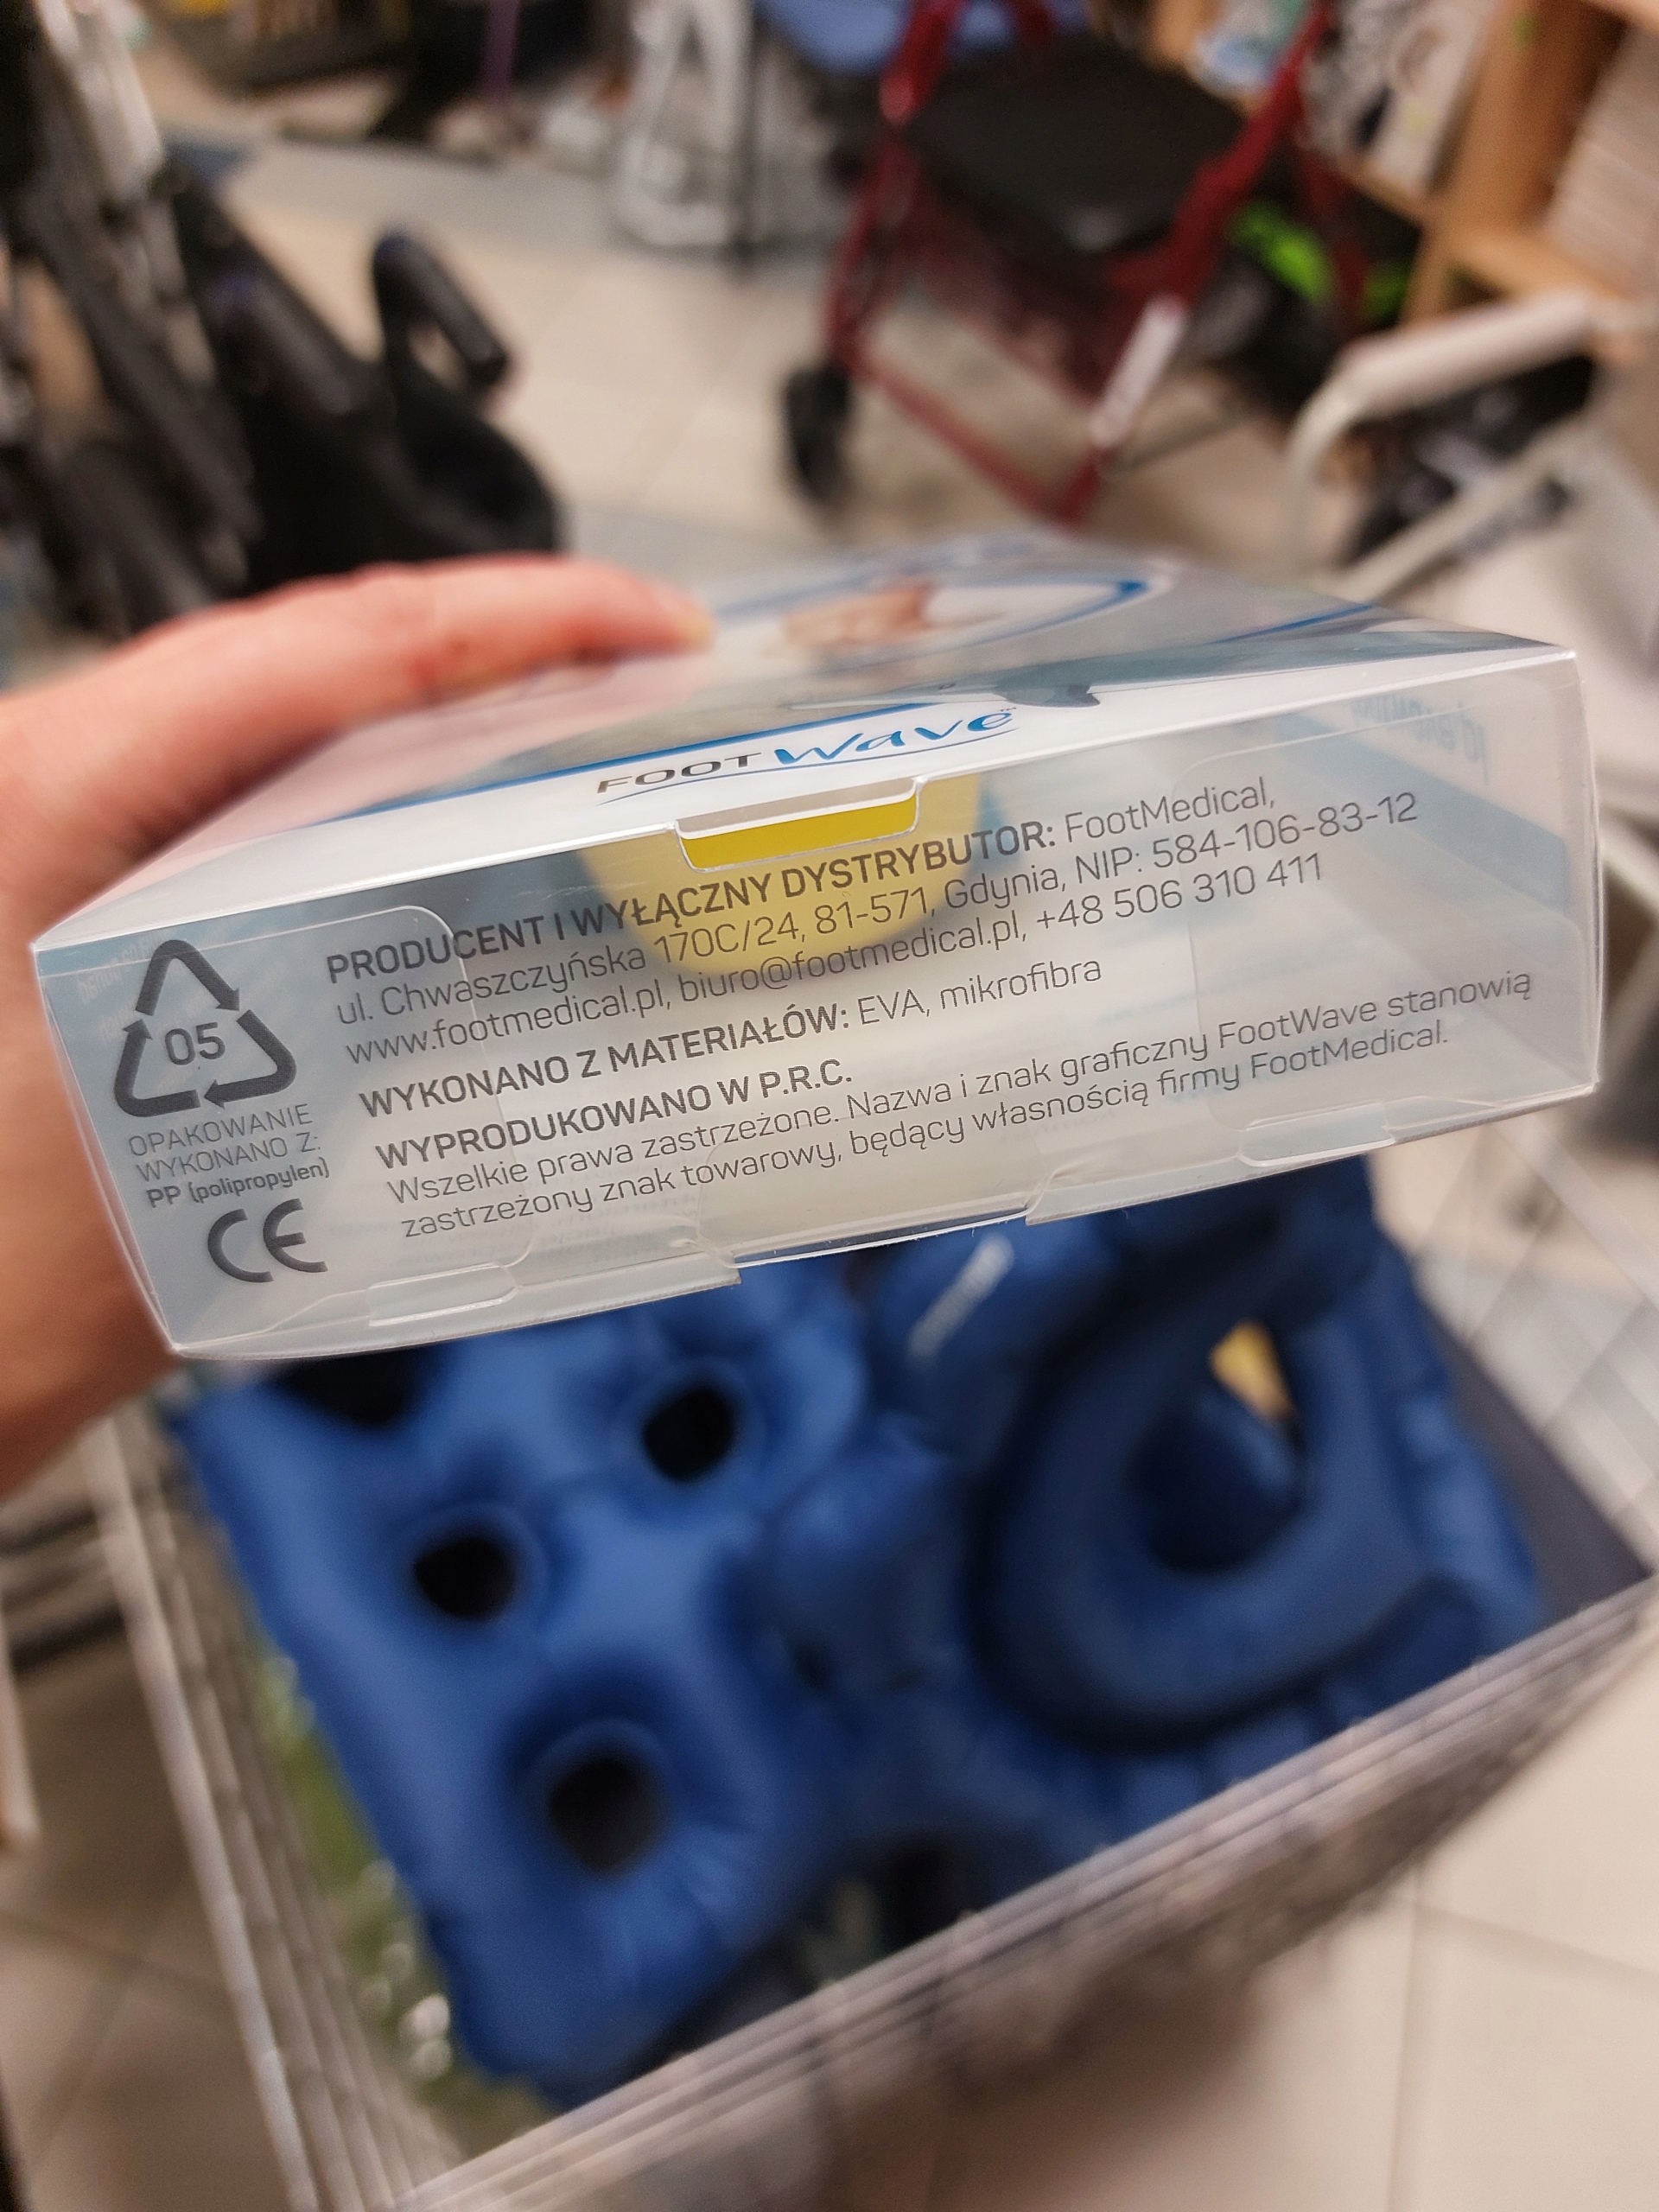 FOOTWave™
PRODUCENT I WYŁĄCZNY DYSTRYBUTOR: FootMedical,
ul. Chwaszczyńska 170C/24, 81-571, Gdynia, NIP: 584-106-83-12
www.footmedical.pl, biuro@footmedical.pl, +48 506 310 411
WYKONANO Z MATERIAŁÓW: EVA, mikrofibra
WYPRODUKOWANO W P.R.C.
Wszelkie prawa zastrzeżone. Nazwa i znak graficzny FootWave stanowią
zastrzeżony znak towarowy, będący własnością firmy FootMedical.
05
OPAKOWANIE
WYKONANO Z:
PP (polipropylen)
CE